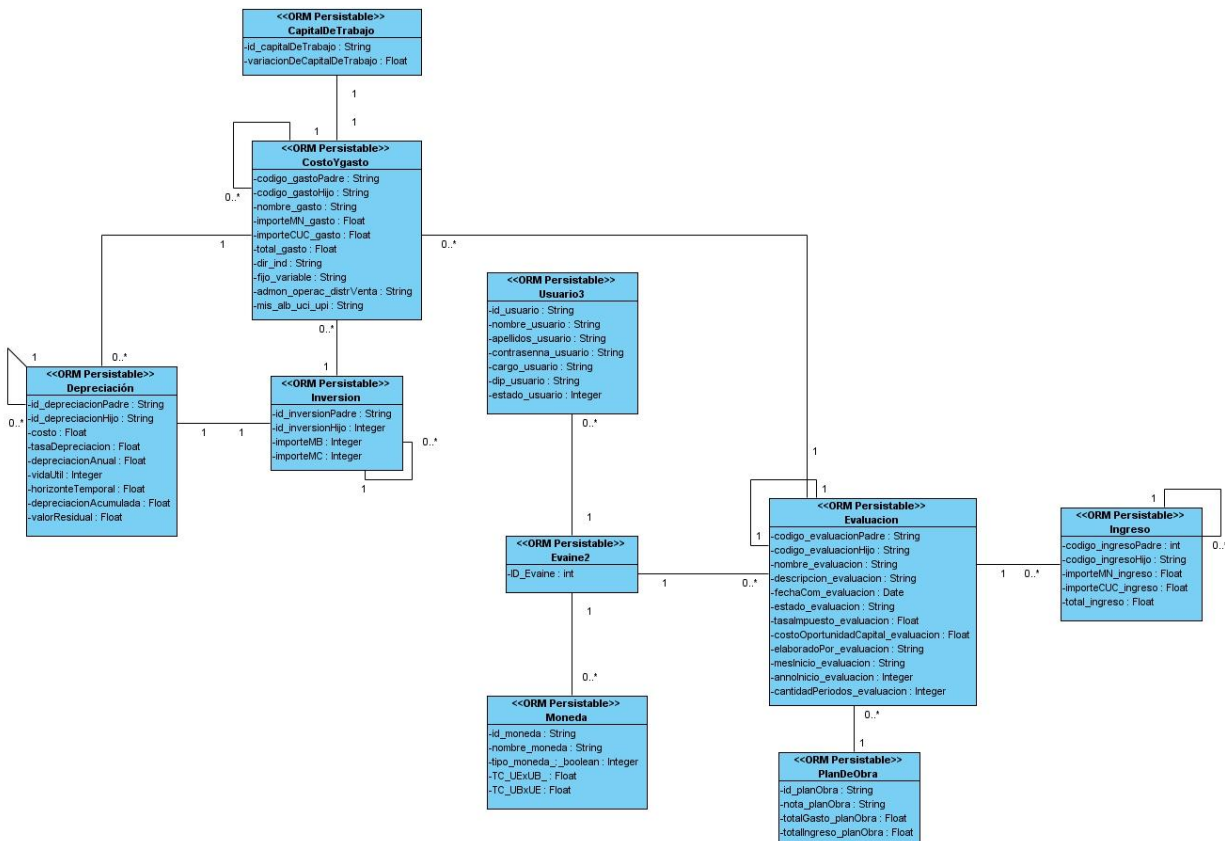 <<ORM Persistable>>
CapitalDeTrabajo
-id_capitalDeTrabajo : String
-variacionDeCapitalDeTrabajo : Float
1
1
1
0..*
<<ORM Persistable>>
CostoYgasto
-codigo_gastoPadre : String
-codigo_gastoHijo : String
-nombre_gasto : String
-importeMN_gasto : Float
-importeCUC_gasto : Float
-total_gasto : Float
-dir_ind : String
-fijo_variable : String
-admon_operac_distrVenta : String
-mis_alb_uci_upi : String
1
0..*
0..*
1
0..*
1
1
0..*
<<ORM Persistable>>
Depreciación
-id_depreciacionPadre : String
-id_depreciacionHijo : String
-costo : Float
-tasaDepreciacion : Float
-depreciacionAnual : Float
-vidaUtil : Integer
-horizonteTemporal : Float
-depreciacionAcumulada : Float
-valorResidual : Float
1
1
<<ORM Persistable>>
Inversion
-id_inversionPadre : String
-id_inversionHijo : Integer
-importeMB : Integer
-importeMC : Integer
0..*
1
<<ORM Persistable>>
Usuario3
-id_usuario : String
-nombre_usuario : String
-apellidos_usuario : String
-contrasenna_usuario : String
-cargo_usuario : String
-dip_usuario : String
-estado_usuario : Integer
0..*
1
<<ORM Persistable>>
Evaine2
-ID_Evaine : int
1
0..*
1
0..*
<<ORM Persistable>>
Moneda
-id_moneda : String
-nombre_moneda : String
-tipo_moneda_:_boolean : Integer
-TC_UExUB_ : Float
-TC_UBxUE : Float
1
1
1
<<ORM Persistable>>
Evaluacion
-codigo_evaluacionPadre : String
-codigo_evaluacionHijo : String
-nombre_evaluacion : String
-descripcion_evaluacion : String
-fechaCom_evaluacion : Date
-estado_evaluacion : String
-tasaImpuesto_evaluacion : Float
-costoOportunidadCapital_evaluacion : Float
-elaboradoPor_evaluacion : String
-mesInicio_evaluacion : String
-annoInicio_evaluacion : Integer
-cantidadPeriodos_evaluacion : Integer
1
0..*
1
0..*
<<ORM Persistable>>
Ingreso
-codigo_ingresoPadre : int
-codigo_ingresoHijo : String
-importeMN_ingreso : Float
-importeCUC_ingreso : Float
-total_ingreso : Float
0..*
1
<<ORM Persistable>>
PlanDeObra
-id_planObra : String
-nota_planObra : String
-totalGasto_planObra : Float
-totalIngreso_planObra : Float